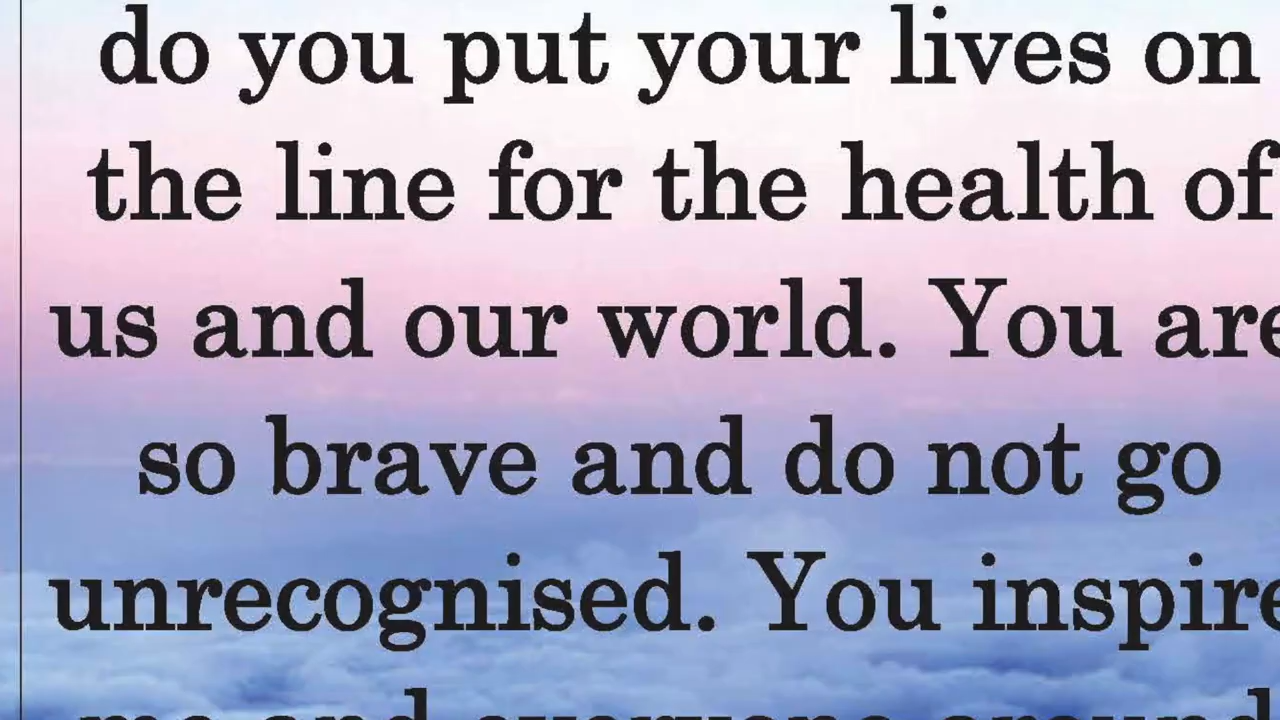 do you put your lives on
the line for the health of
us and our world. You are
so brave and do not go
unrecognised. You inspire
me and everyone around